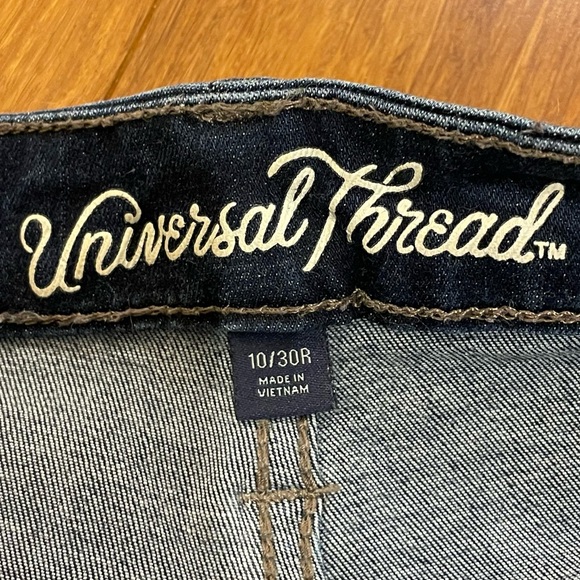 Universal Thread™
10/30R
MADE IN
VIETNAM